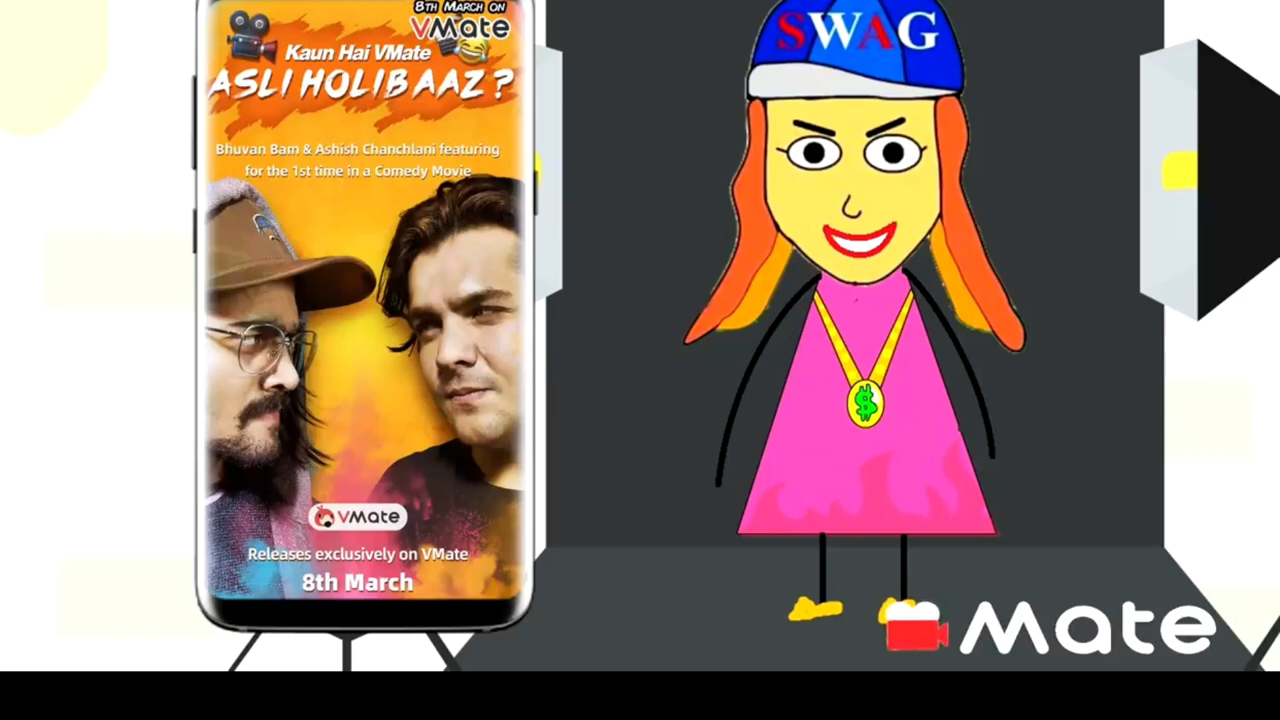 8TH MARCH ON
VMate
Kaun Hai VMate
ASLI HOLIBAAZ ?
Bhuvan Bam & Ashish Chanchlani featuring
for the 1st time in a Comedy Movie
VMate
Releases exclusively on VMate
8th March
SWAG
$
Mate